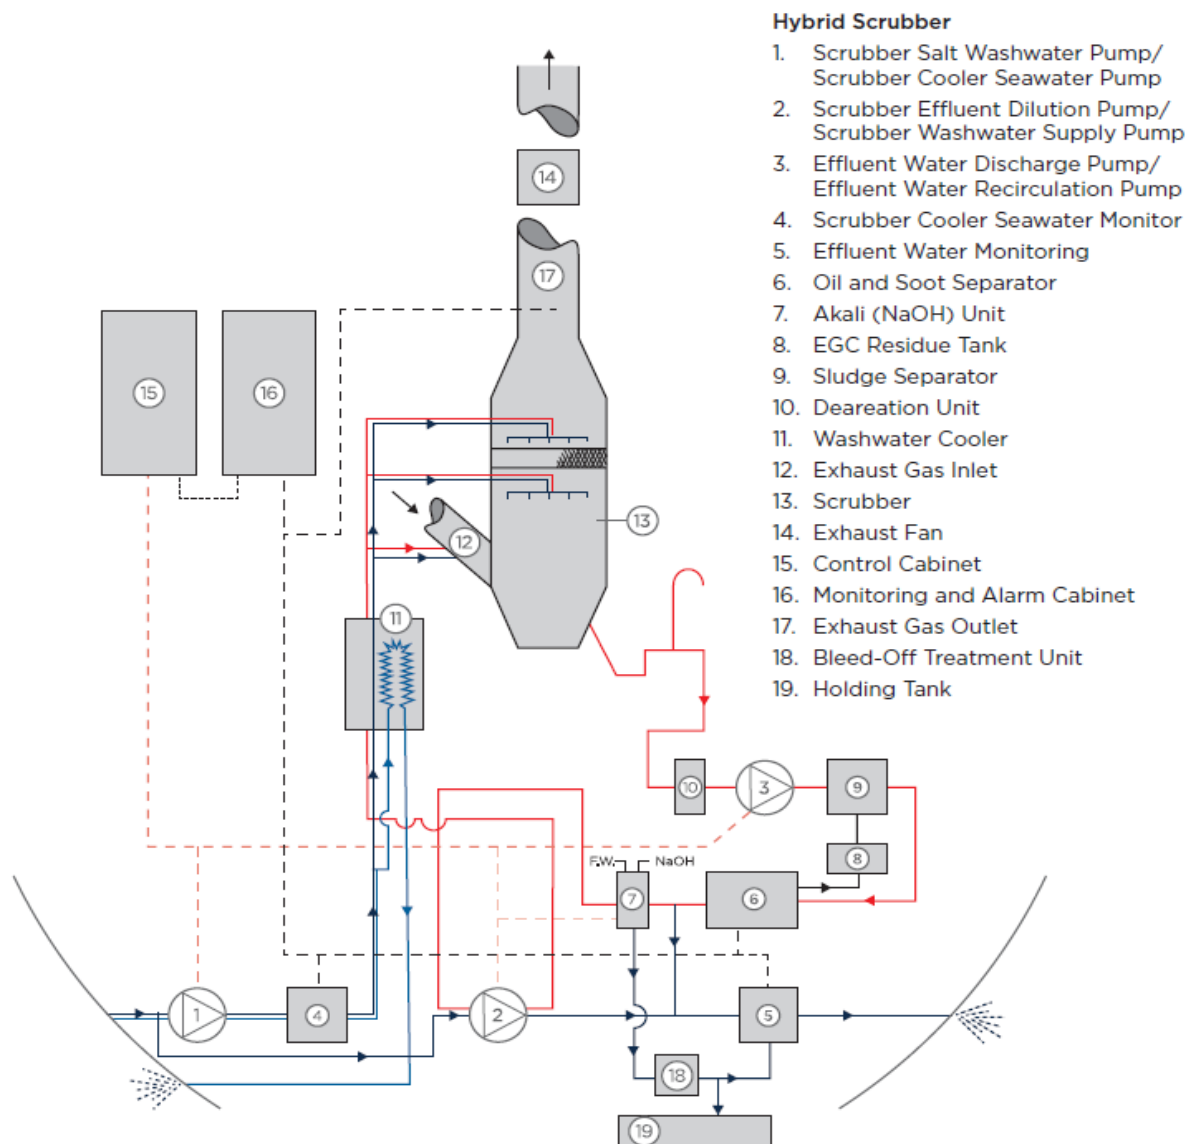 Hybrid Scrubber
1. Scrubber Salt Washwater Pump/
Scrubber Cooler Seawater Pump
2. Scrubber Effluent Dilution Pump/
Scrubber Washwater Supply Pump
3. Effluent Water Discharge Pump/
Effluent Water Recirculation Pump
4. Scrubber Cooler Seawater Monitor
5. Effluent Water Monitoring
6. Oil and Soot Separator
7. Akali (NaOH) Unit
8. EGC Residue Tank
9. Sludge Separator
10. Deareation Unit
11. Washwater Cooler
12. Exhaust Gas Inlet
13. Scrubber
14. Exhaust Fan
15. Control Cabinet
16. Monitoring and Alarm Cabinet
17. Exhaust Gas Outlet
18. Bleed-Off Treatment Unit
19. Holding Tank
14
17
15
16
13
12
11
10
3
9
8
F.W.
NaOH
7
6
1
4
2
5
18
19